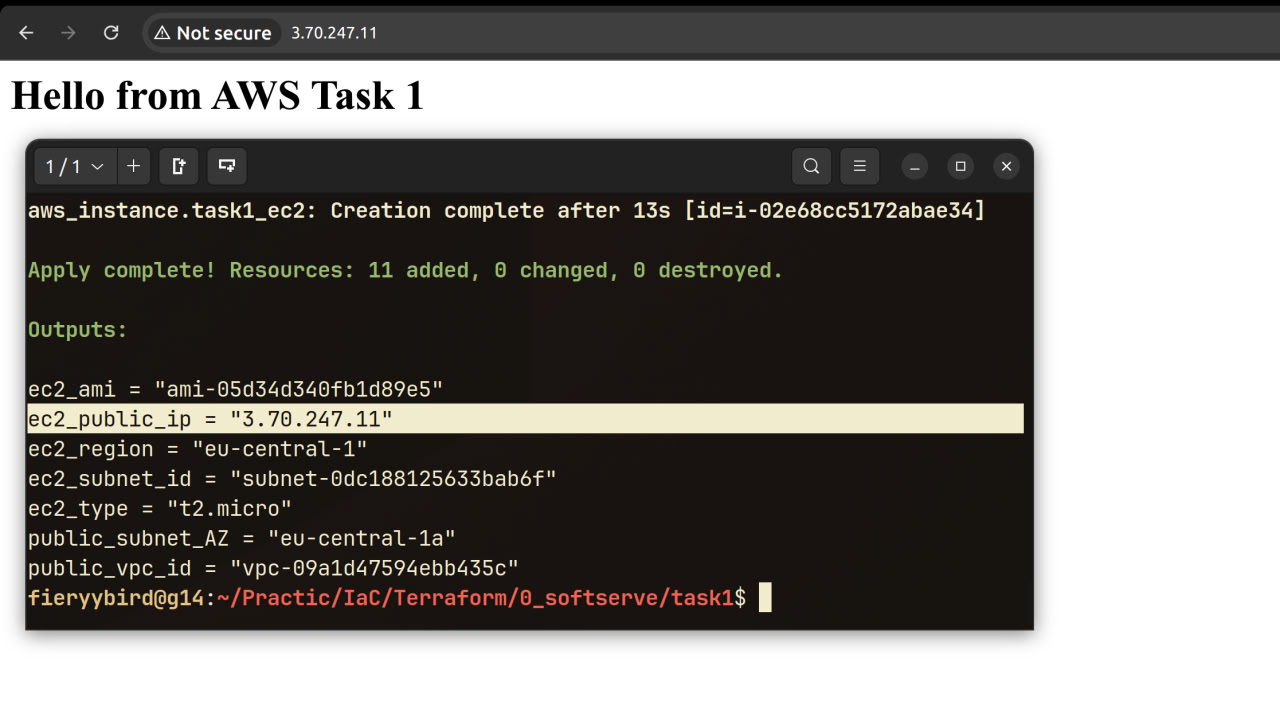 Not secure 3.70.247.11
Hello from AWS Task 1
1 / 1
aws_instance.task1_ec2: Creation complete after 13s [id=i-02e68cc5172abae34]
Apply complete! Resources: 11 added, 0 changed, 0 destroyed.
Outputs:
ec2_ami = "ami-05d34d340fb1d89e5"
ec2_public_ip = "3.70.247.11"
ec2_region = "eu-central-1"
ec2_subnet_id = "subnet-0dc188125633bab6f"
ec2_type = "t2.micro"
public_subnet_AZ = "eu-central-1a"
public_vpc_id = "vpc-09a1d47594ebb435c"
fieryybird@g14:~/Practic/IaC/Terraform/0_softserve/task1$